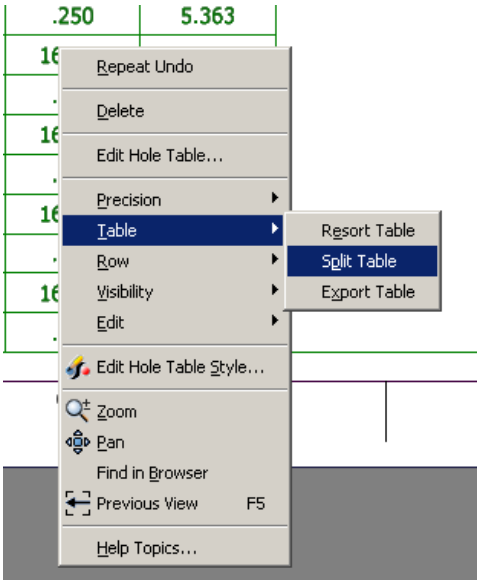 .250 5.363
16
Repeat Undo
.
Delete
16
Edit Hole Table...
.
Precision
16
Table
Resort Table
.
Row
Split Table
16
Visibility
Export Table
.
Edit
Edit Hole Table Style...
Zoom
Pan
Find in Browser
Previous View F5
Help Topics...